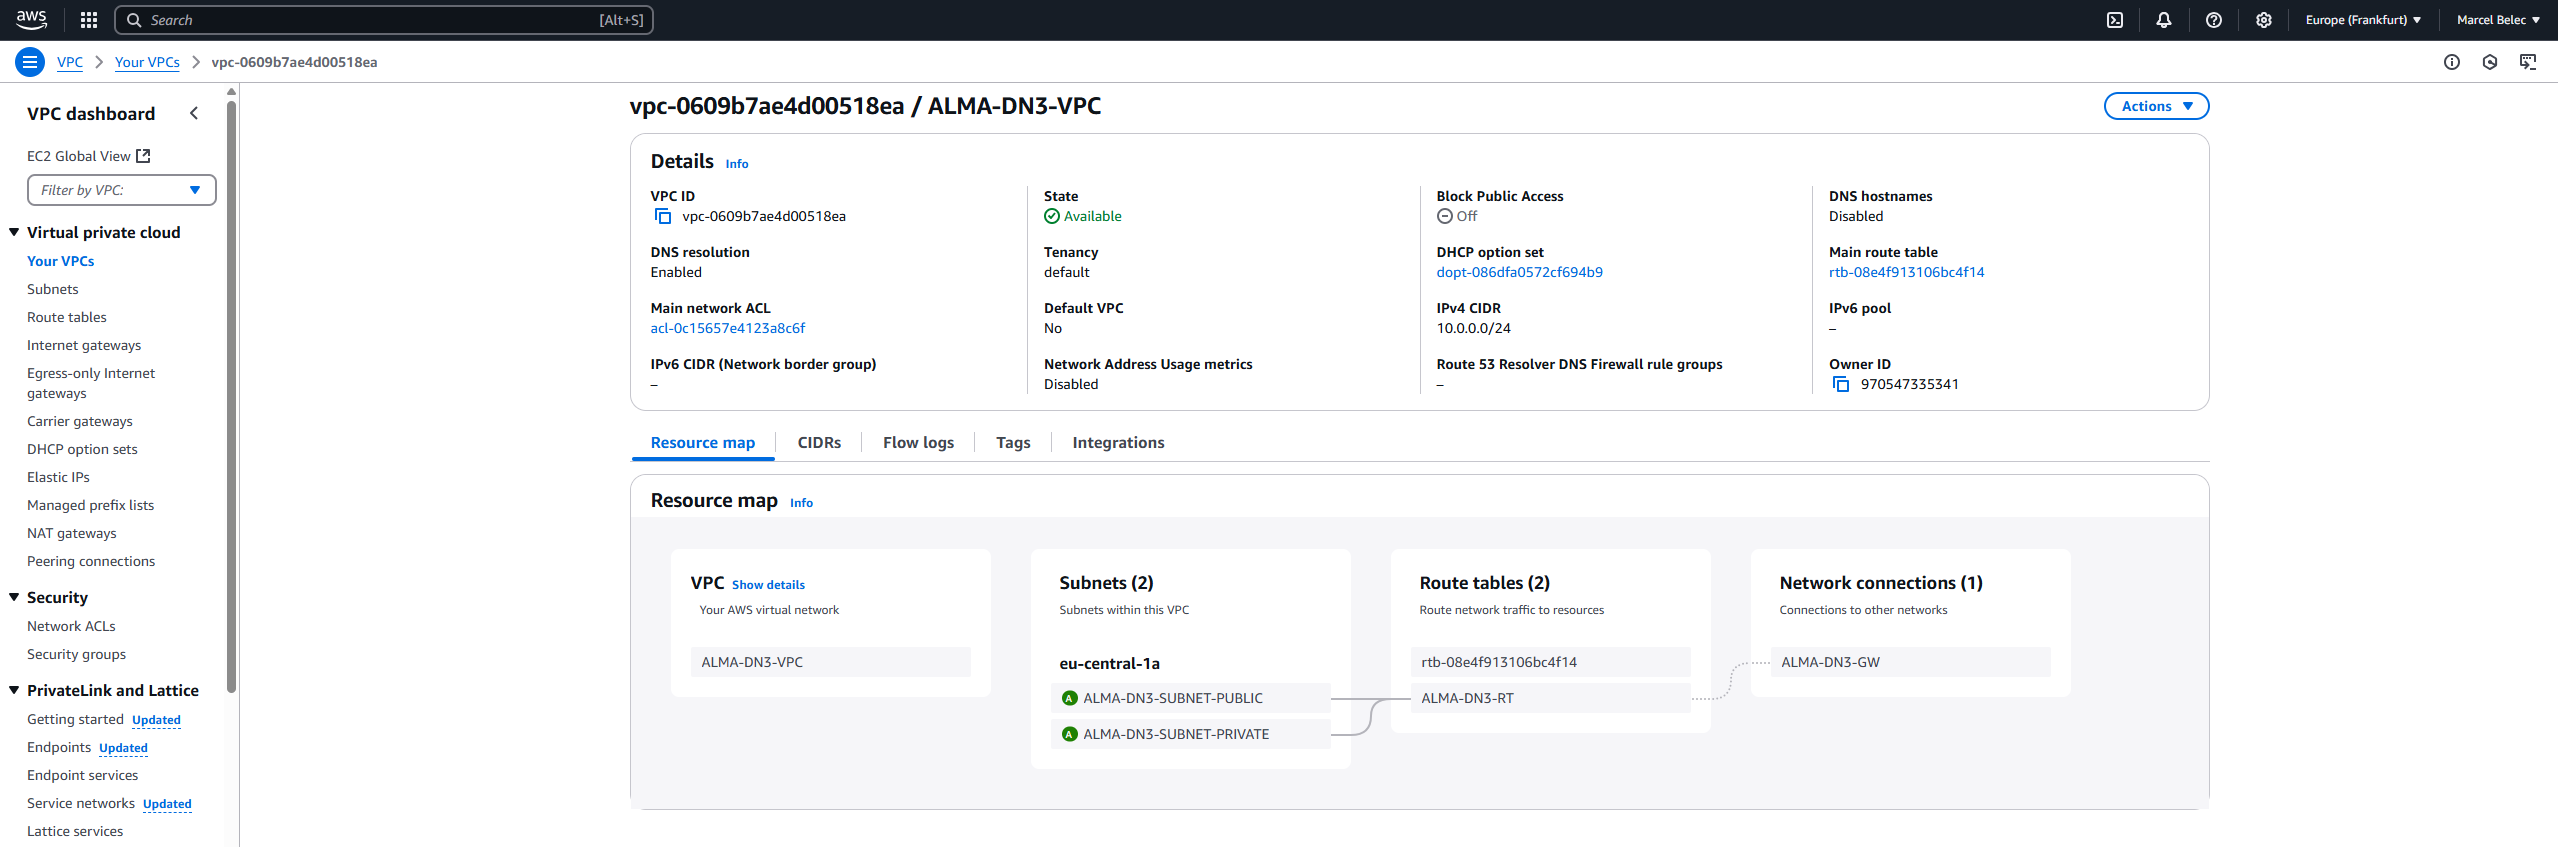 aws
Search [Alt+S]
Europe (Frankfurt)
Marcel Belec
VPC
Your VPCs
vpc-0609b7ae4d00518ea
VPC dashboard
EC2 Global View
Filter by VPC:
Virtual private cloud
Your VPCs
Subnets
Route tables
Internet gateways
Egress-only Internet
gateways
Carrier gateways
DHCP option sets
Elastic IPs
Managed prefix lists
NAT gateways
Peering connections
Security
Network ACLs
Security groups
PrivateLink and Lattice
Getting started Updated
Endpoints Updated
Endpoint services
Service networks Updated
Lattice services
vpc-0609b7ae4d00518ea / ALMA-DN3-VPC
Actions
Details Info
VPC ID
vpc-0609b7ae4d00518ea
State
Available
Block Public Access
Off
DNS hostnames
Disabled
DNS resolution
Enabled
Tenancy
default
DHCP option set
dopt-086dfa0572cf694b9
Main route table
rtb-08e4f913106bc4f14
Main network ACL
acl-0c15657e4123a8c6f
Default VPC
No
IPv4 CIDR
10.0.0.0/24
IPv6 pool
–
IPv6 CIDR (Network border group)
–
Network Address Usage metrics
Disabled
Route 53 Resolver DNS Firewall rule groups
–
Owner ID
970547335341
Resource map
CIDRs
Flow logs
Tags
Integrations
Resource map Info
VPC Show details
Your AWS virtual network
ALMA-DN3-VPC
Subnets (2)
Subnets within this VPC
eu-central-1a
A ALMA-DN3-SUBNET-PUBLIC
A ALMA-DN3-SUBNET-PRIVATE
Route tables (2)
Route network traffic to resources
rtb-08e4f913106bc4f14
ALMA-DN3-RT
Network connections (1)
Connections to other networks
ALMA-DN3-GW